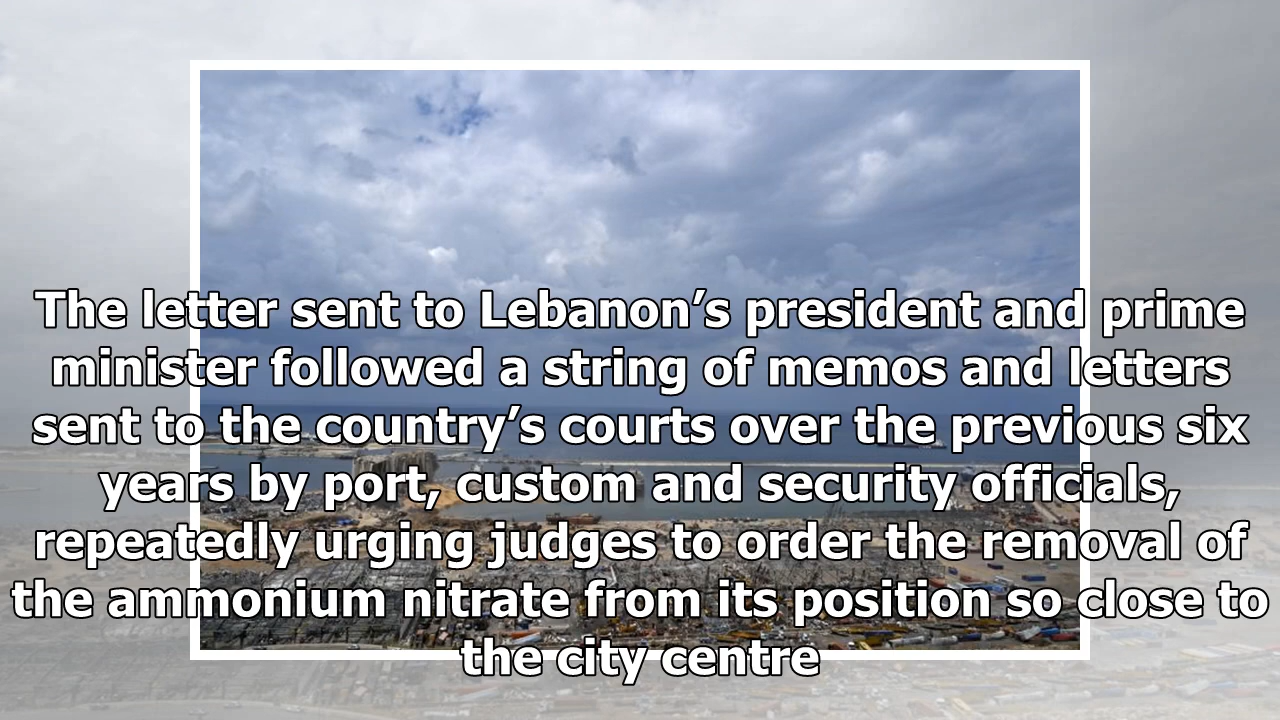 The letter sent to Lebanon’s president and prime
minister followed a string of memos and letters
sent to the country’s courts over the previous six
years by port, custom and security officials,
repeatedly urging judges to order the removal of
the ammonium nitrate from its position so close to
the city centre